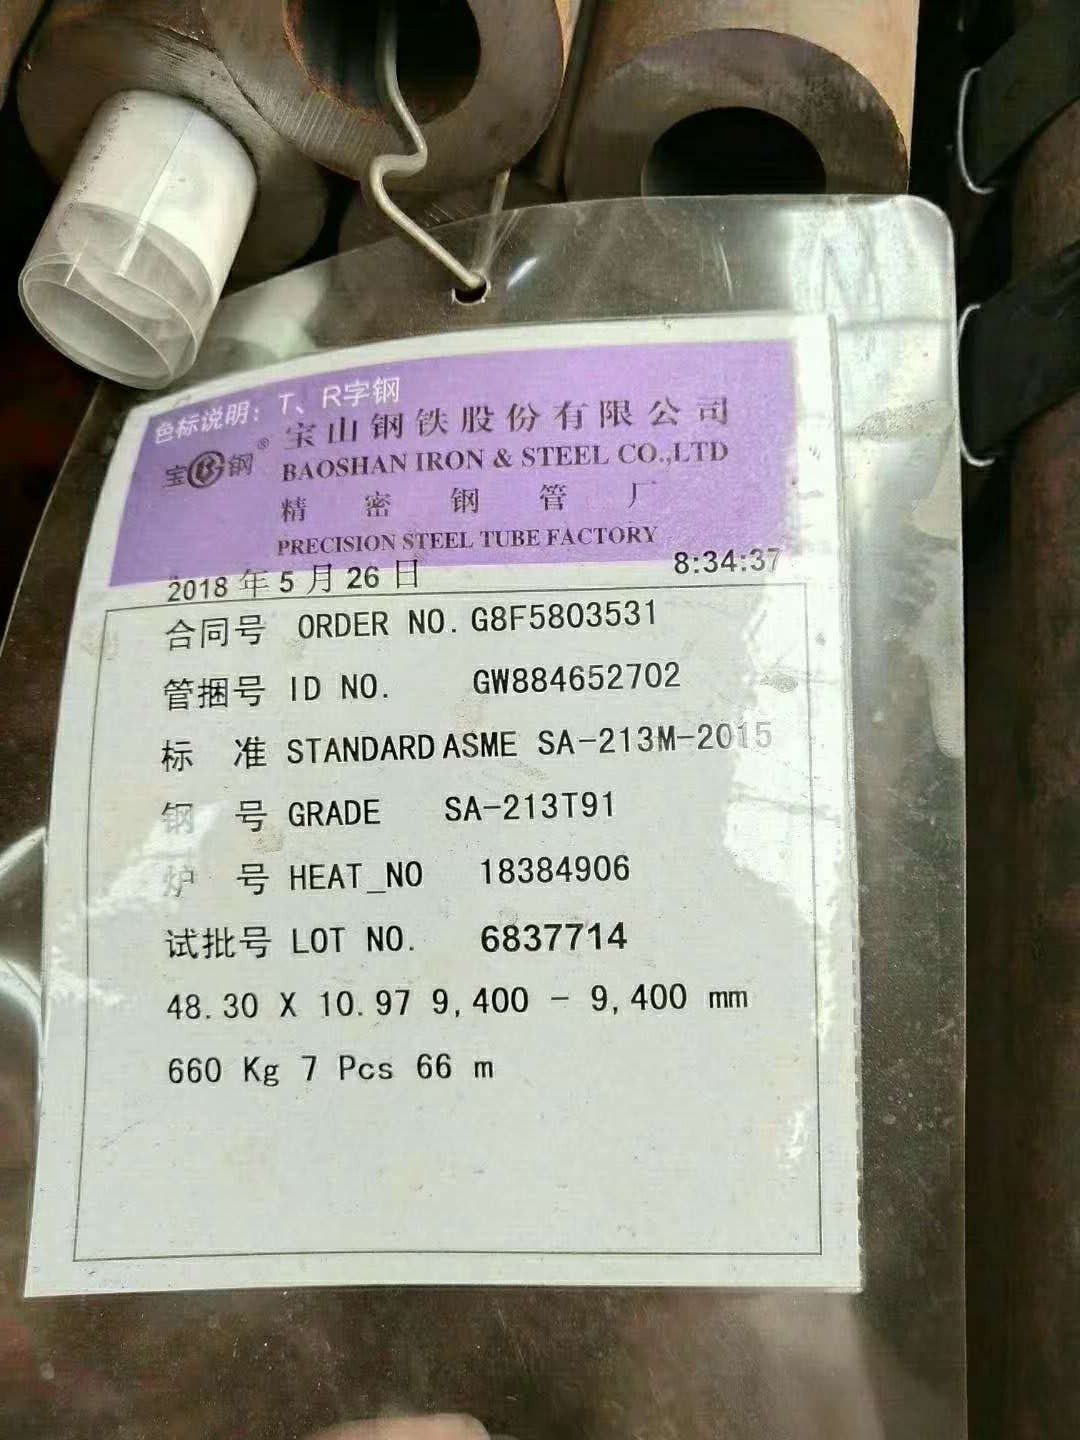 色标说明：T、R字钢
宝钢® 宝山钢铁股份有限公司
BAOSHAN IRON & STEEL CO.,LTD
精密钢管厂
PRECISION STEEL TUBE FACTORY
2018 年 5 月 26 日 8:34:37
合同号 ORDER NO. G8F5803531
管捆号 ID NO. GW884652702
标 准 STANDARD ASME SA-213M-2015
钢 号 GRADE SA-213T91
炉 号 HEAT_NO 18384906
试批号 LOT NO. 6837714
48.30 X 10.97 9,400 - 9,400 mm
660 Kg 7 Pcs 66 m